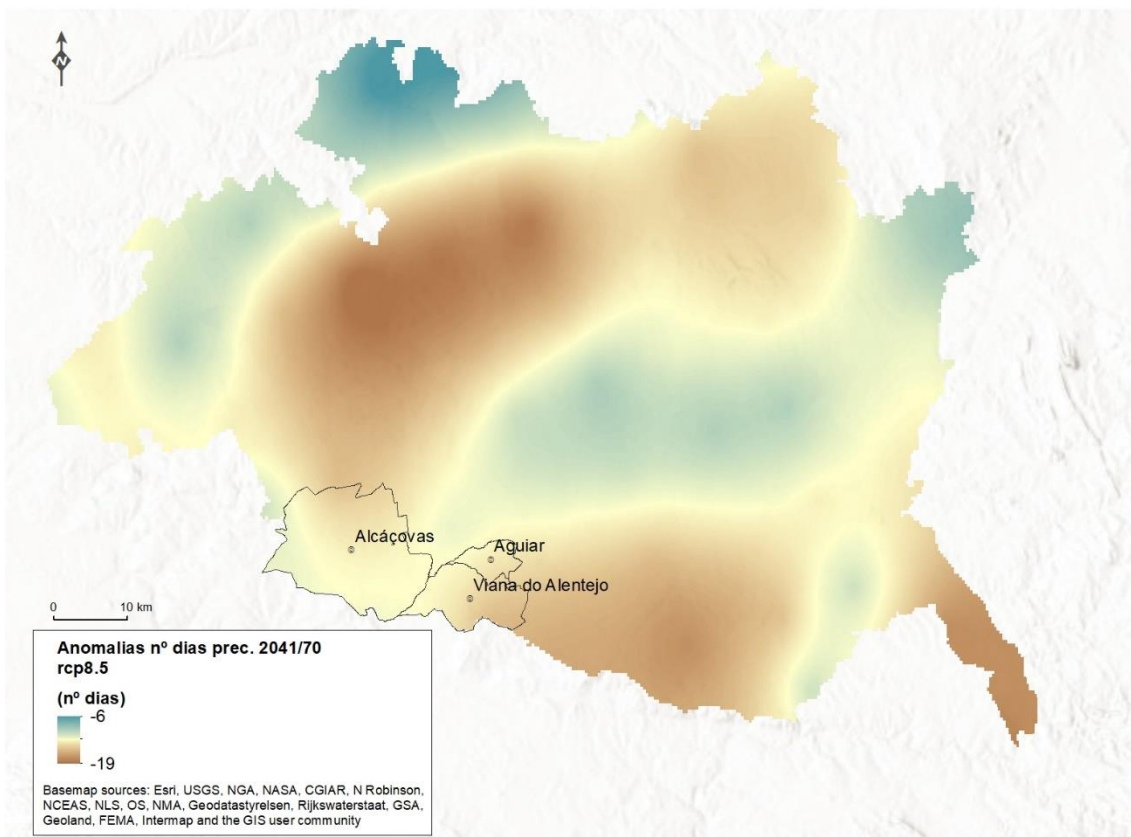 N
Alcáçovas
Aguiar
Viana do Alentejo
0 10 km
Anomalias nº dias prec. 2041/70
rcp8.5
(nº dias)
-6
-19
Basemap sources: Esri, USGS, NGA, NASA, CGIAR, N Robinson,
NCEAS, NLS, OS, NMA, Geodatastyrelsen, Rijkswaterstaat, GSA,
Geoland, FEMA, Intermap and the GIS user community